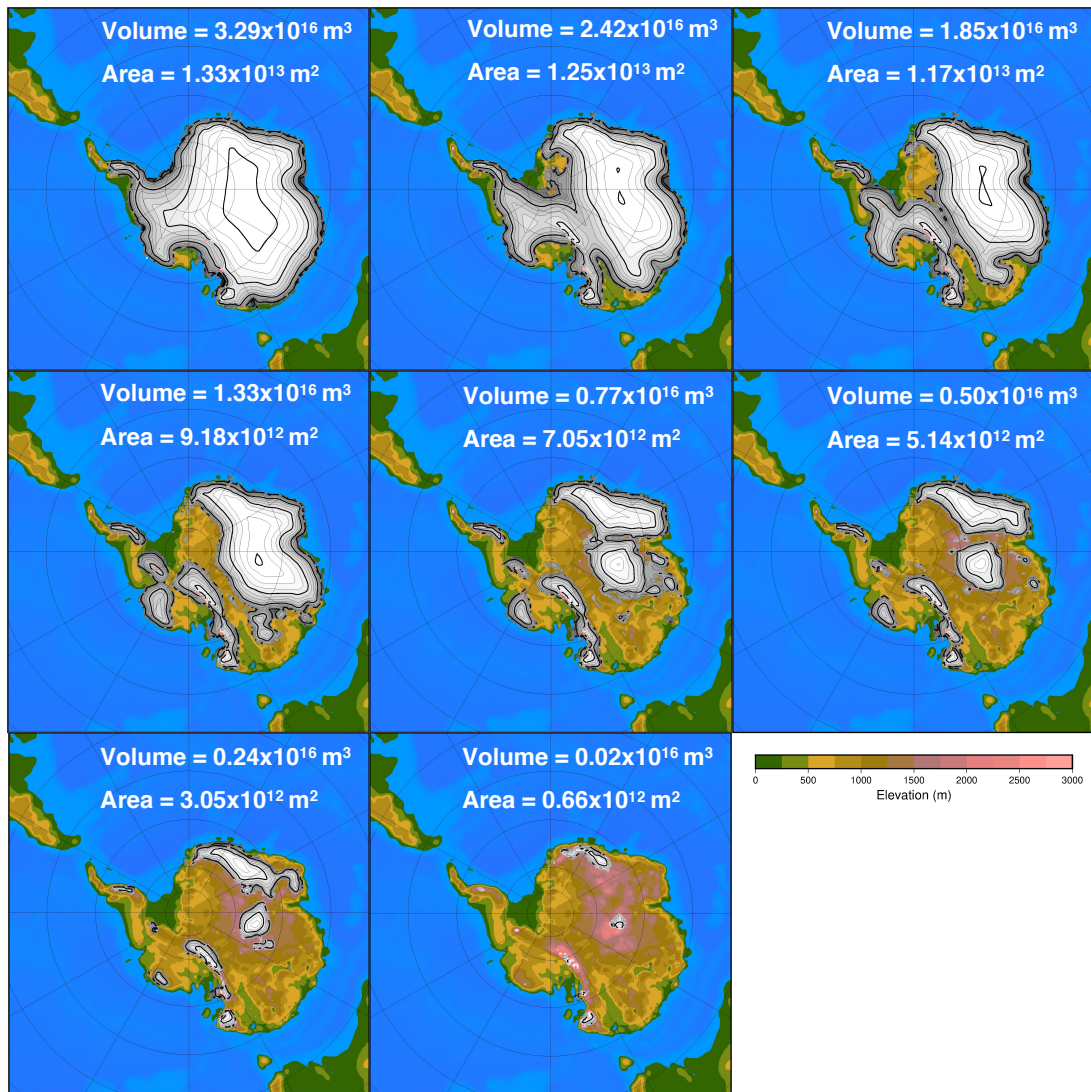 Volume = 3.29x10¹⁶ m³
Area = 1.33x10¹³ m²
Volume = 2.42x10¹⁶ m³
Area = 1.25x10¹³ m²
Volume = 1.85x10¹⁶ m³
Area = 1.17x10¹³ m²
Volume = 1.33x10¹⁶ m³
Area = 9.18x10¹² m²
Volume = 0.77x10¹⁶ m³
Area = 7.05x10¹² m²
Volume = 0.50x10¹⁶ m³
Area = 5.14x10¹² m²
Volume = 0.24x10¹⁶ m³
Area = 3.05x10¹² m²
Volume = 0.02x10¹⁶ m³
Area = 0.66x10¹² m²
0 500 1000 1500 2000 2500 3000
Elevation (m)